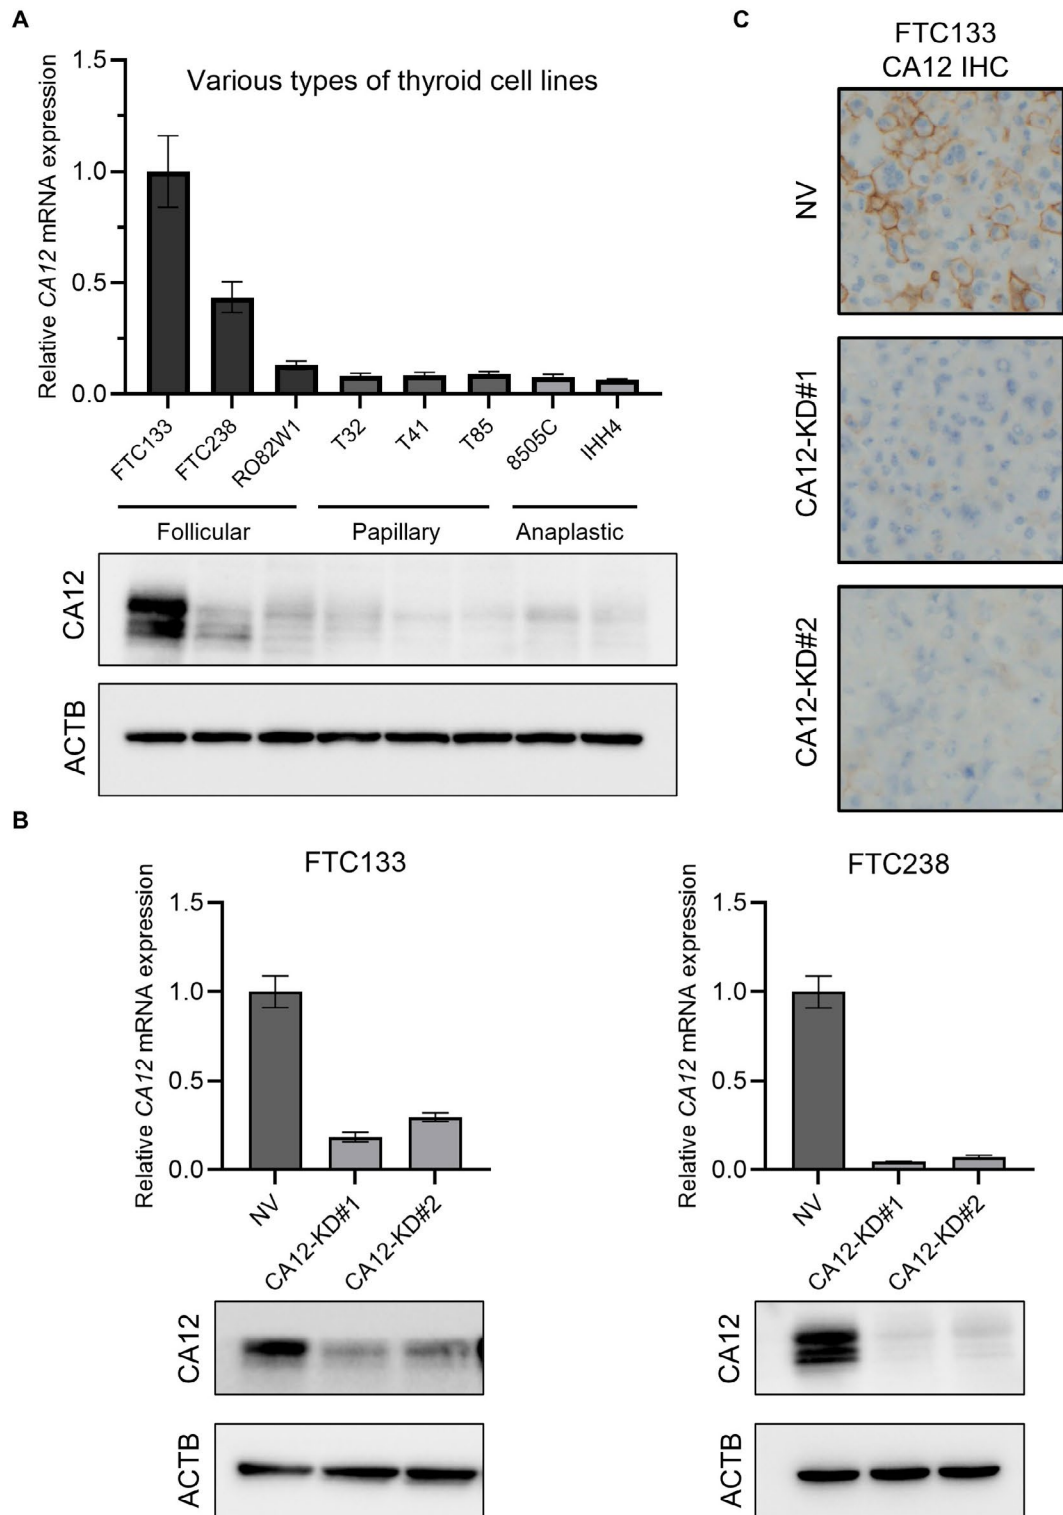 A
Various types of thyroid cell lines
Relative CA12 mRNA expression
1.5
1.0
0.5
0.0
FTC133
FTC238
RO82W1
T32
T41
T85
8505C
IHH4
Follicular
Papillary
Anaplastic
CA12
ACTB
C
FTC133
CA12 IHC
NV
CA12-KD#1
CA12-KD#2
B
FTC133
Relative CA12 mRNA expression
1.5
1.0
0.5
0.0
NV
CA12-KD#1
CA12-KD#2
CA12
ACTB
FTC238
Relative CA12 mRNA expression
1.5
1.0
0.5
0.0
NV
CA12-KD#1
CA12-KD#2
CA12
ACTB